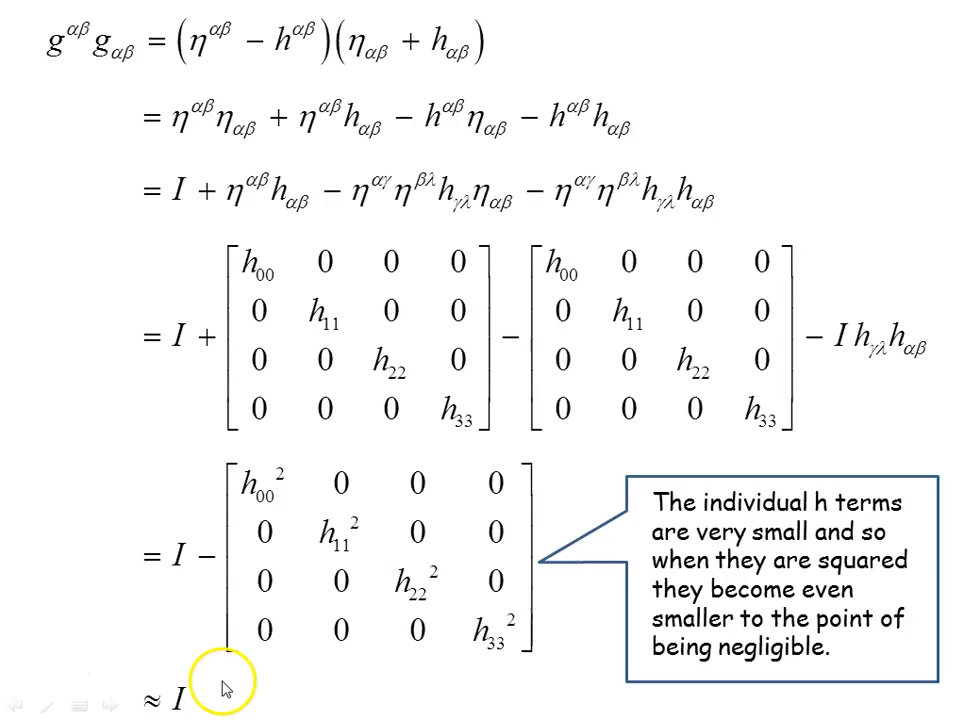 g^{αβ} g_{αβ} = (η^{αβ} − h^{αβ})(η_{αβ} + h_{αβ})
= η^{αβ} η_{αβ} + η^{αβ} h_{αβ} − h^{αβ} η_{αβ} − h^{αβ} h_{αβ}
= I + η^{αβ} h_{αβ} − η^{αγ} η^{βλ} h_{γλ} η_{αβ} − η^{αγ} η^{βλ} h_{γλ} h_{αβ}
= I + [h_{00} 0 0 0; 0 h_{11} 0 0; 0 0 h_{22} 0; 0 0 0 h_{33}] − [h_{00} 0 0 0; 0 h_{11} 0 0; 0 0 h_{22} 0; 0 0 0 h_{33}] − I h_{γλ} h_{αβ}
= I − [h_{00}² 0 0 0; 0 h_{11}² 0 0; 0 0 h_{22}² 0; 0 0 0 h_{33}²]
The individual h terms
are very small and so
when they are squared
they become even
smaller to the point of
being negligible.
≈ I